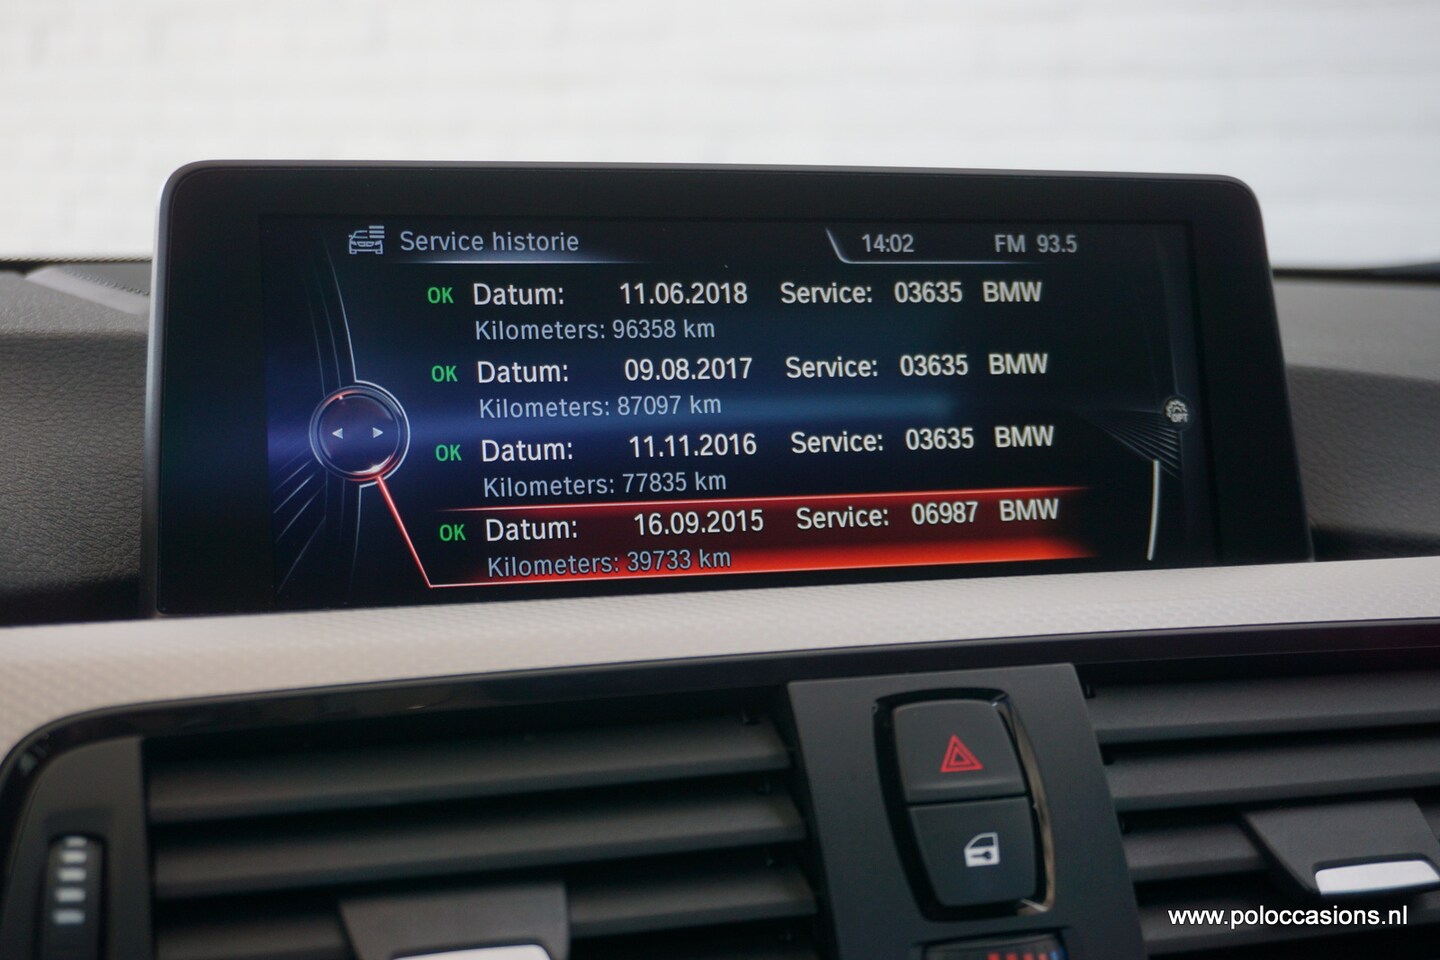 Service historie 14:02 FM 93.5
OK Datum: 11.06.2018 Service: 03635 BMW
Kilometers: 96358 km
OK Datum: 09.08.2017 Service: 03635 BMW
Kilometers: 87097 km
OK Datum: 11.11.2016 Service: 03635 BMW
Kilometers: 77835 km
OK Datum: 16.09.2015 Service: 06987 BMW
Kilometers: 39733 km
OPT
www.poloccasions.nl